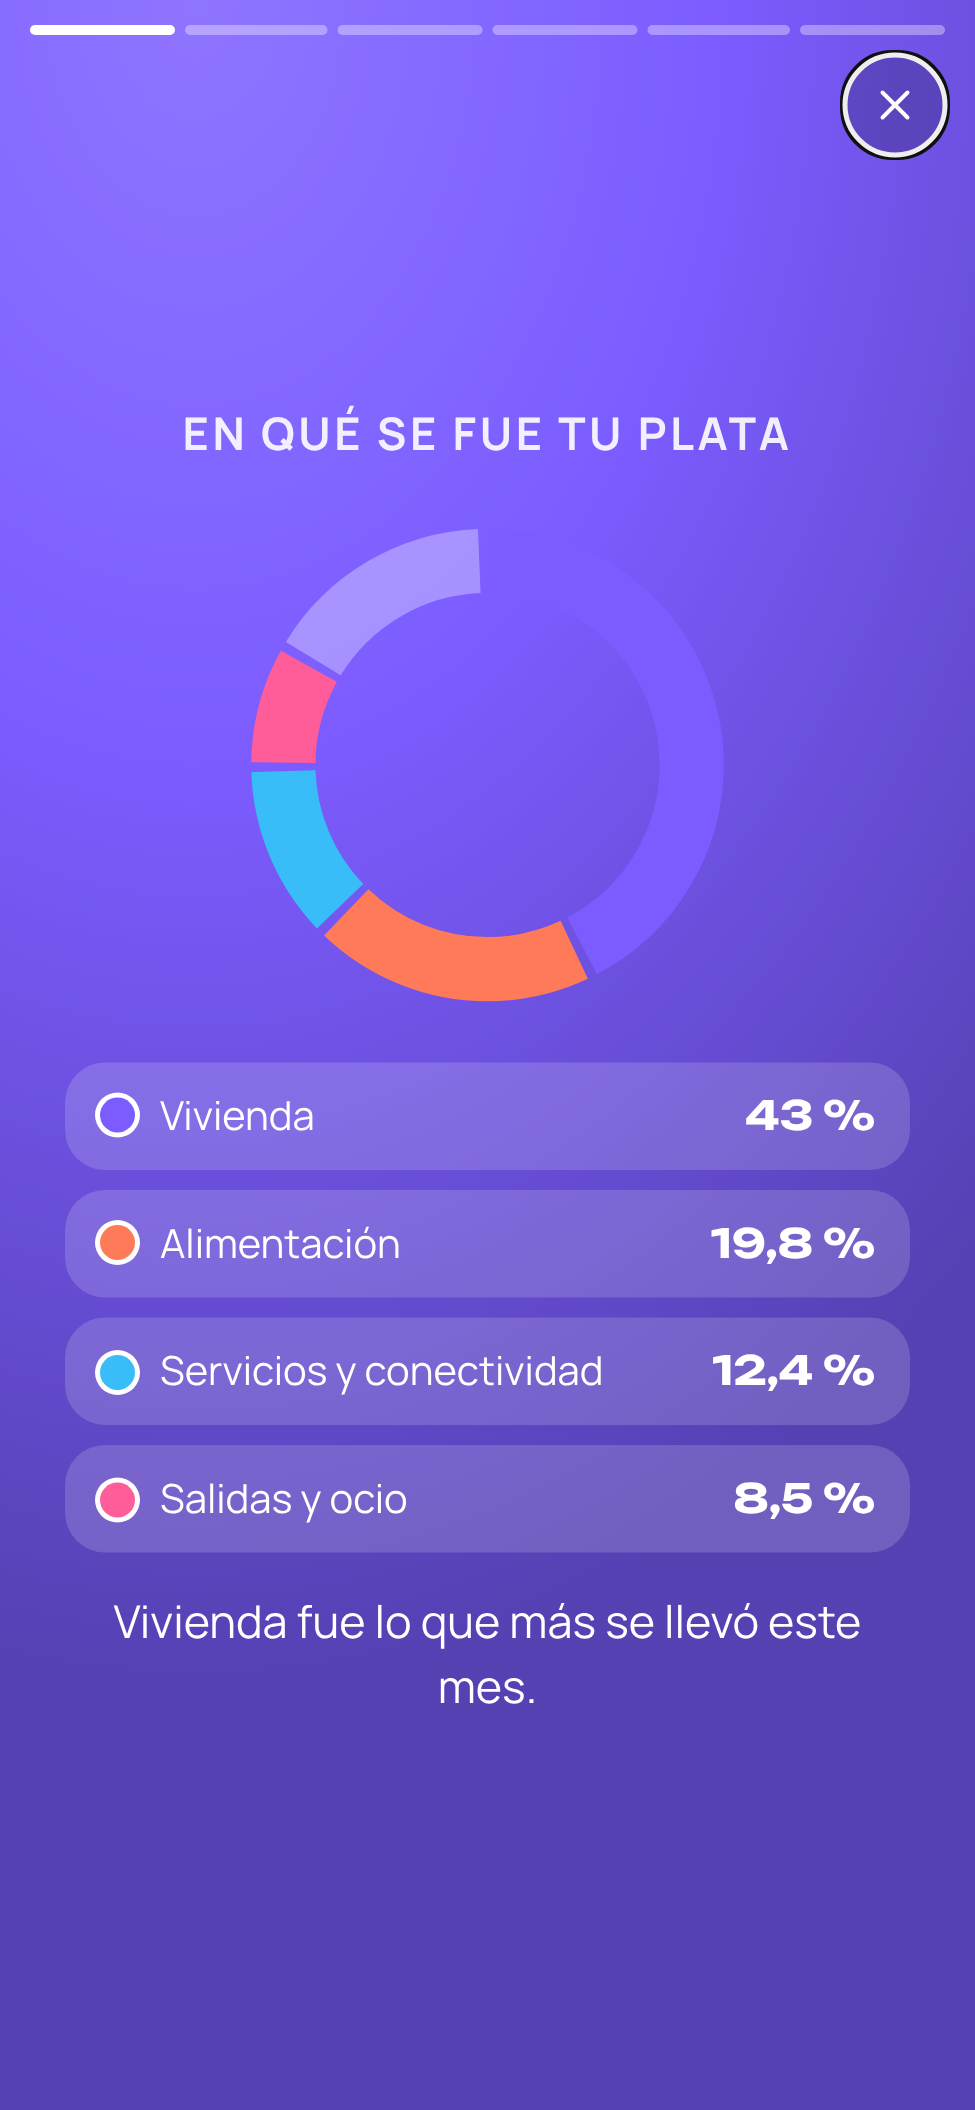 EN QUÉ SE FUE TU PLATA
Vivienda 43 %
Alimentación 19,8 %
Servicios y conectividad 12,4 %
Salidas y ocio 8,5 %
Vivienda fue lo que más se llevó este
mes.